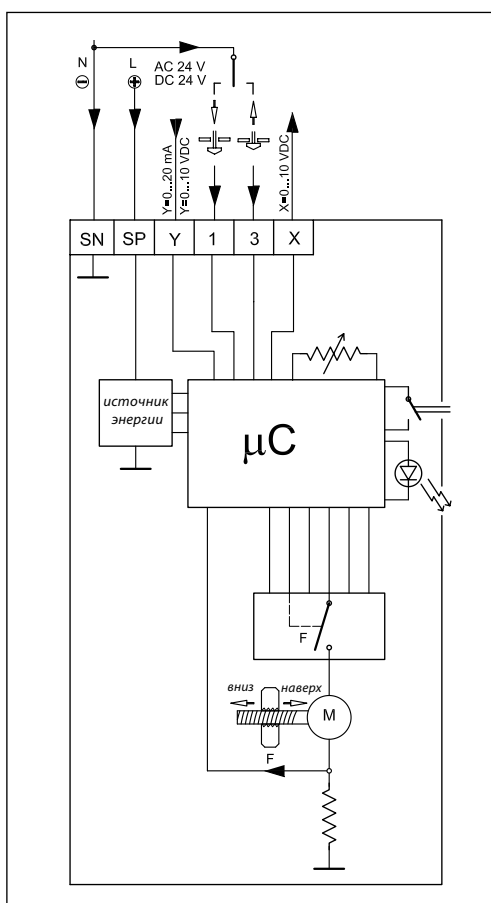 N
L
AC 24 V
DC 24 V
Y=0...20 mA
Y=0...10 VDC
X=0...10 VDC
SN SP Y 1 3 X
источник
энергии
μC
F
вниз наверх
M
F